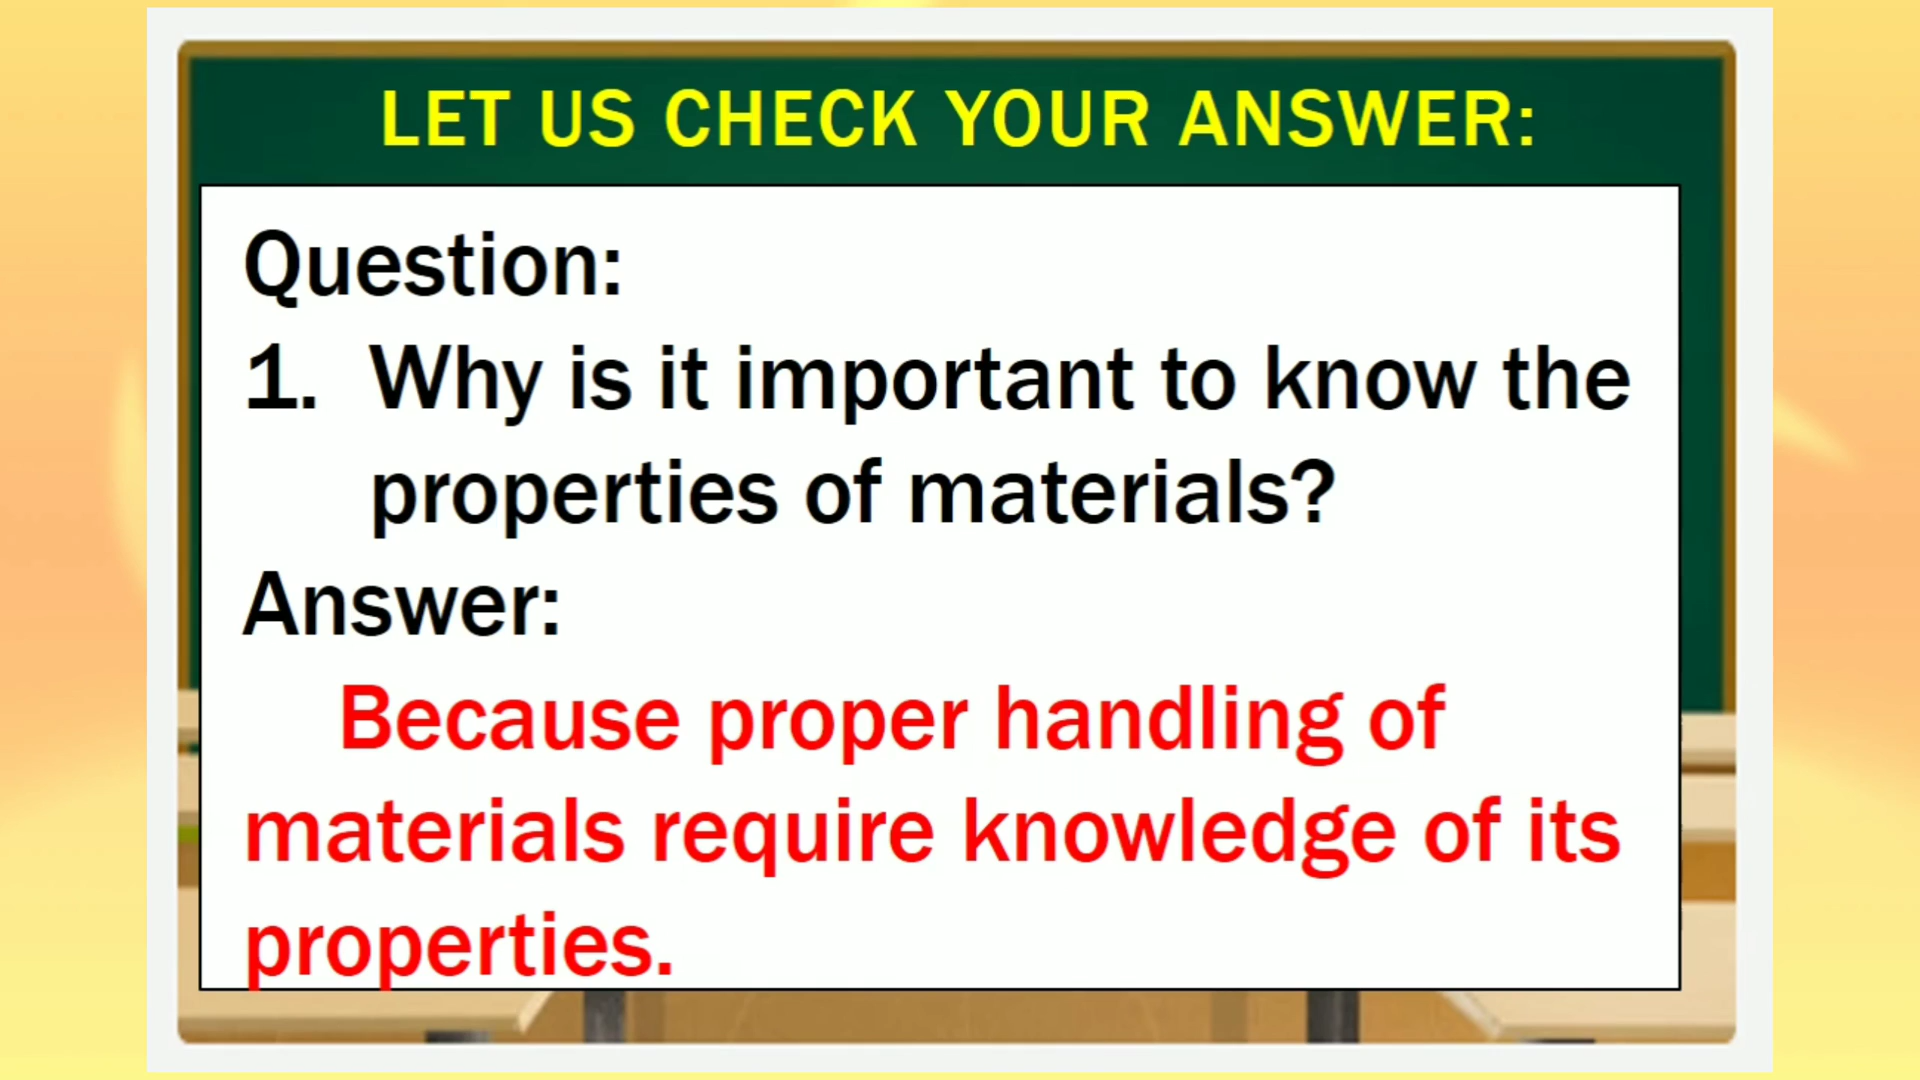 LET US CHECK YOUR ANSWER:
Question:
1. Why is it important to know the
properties of materials?
Answer:
Because proper handling of
materials require knowledge of its
properties.